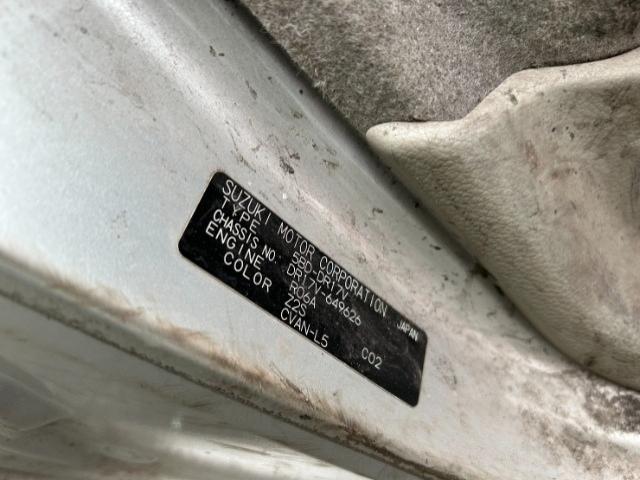 SUZUKI MOTOR CORPORATION JAPAN
TYPE 5BD-DR17V
CHASSIS NO. DR17V-649626
ENGINE R06A
COLOR Z2S C02
CVAN-L5